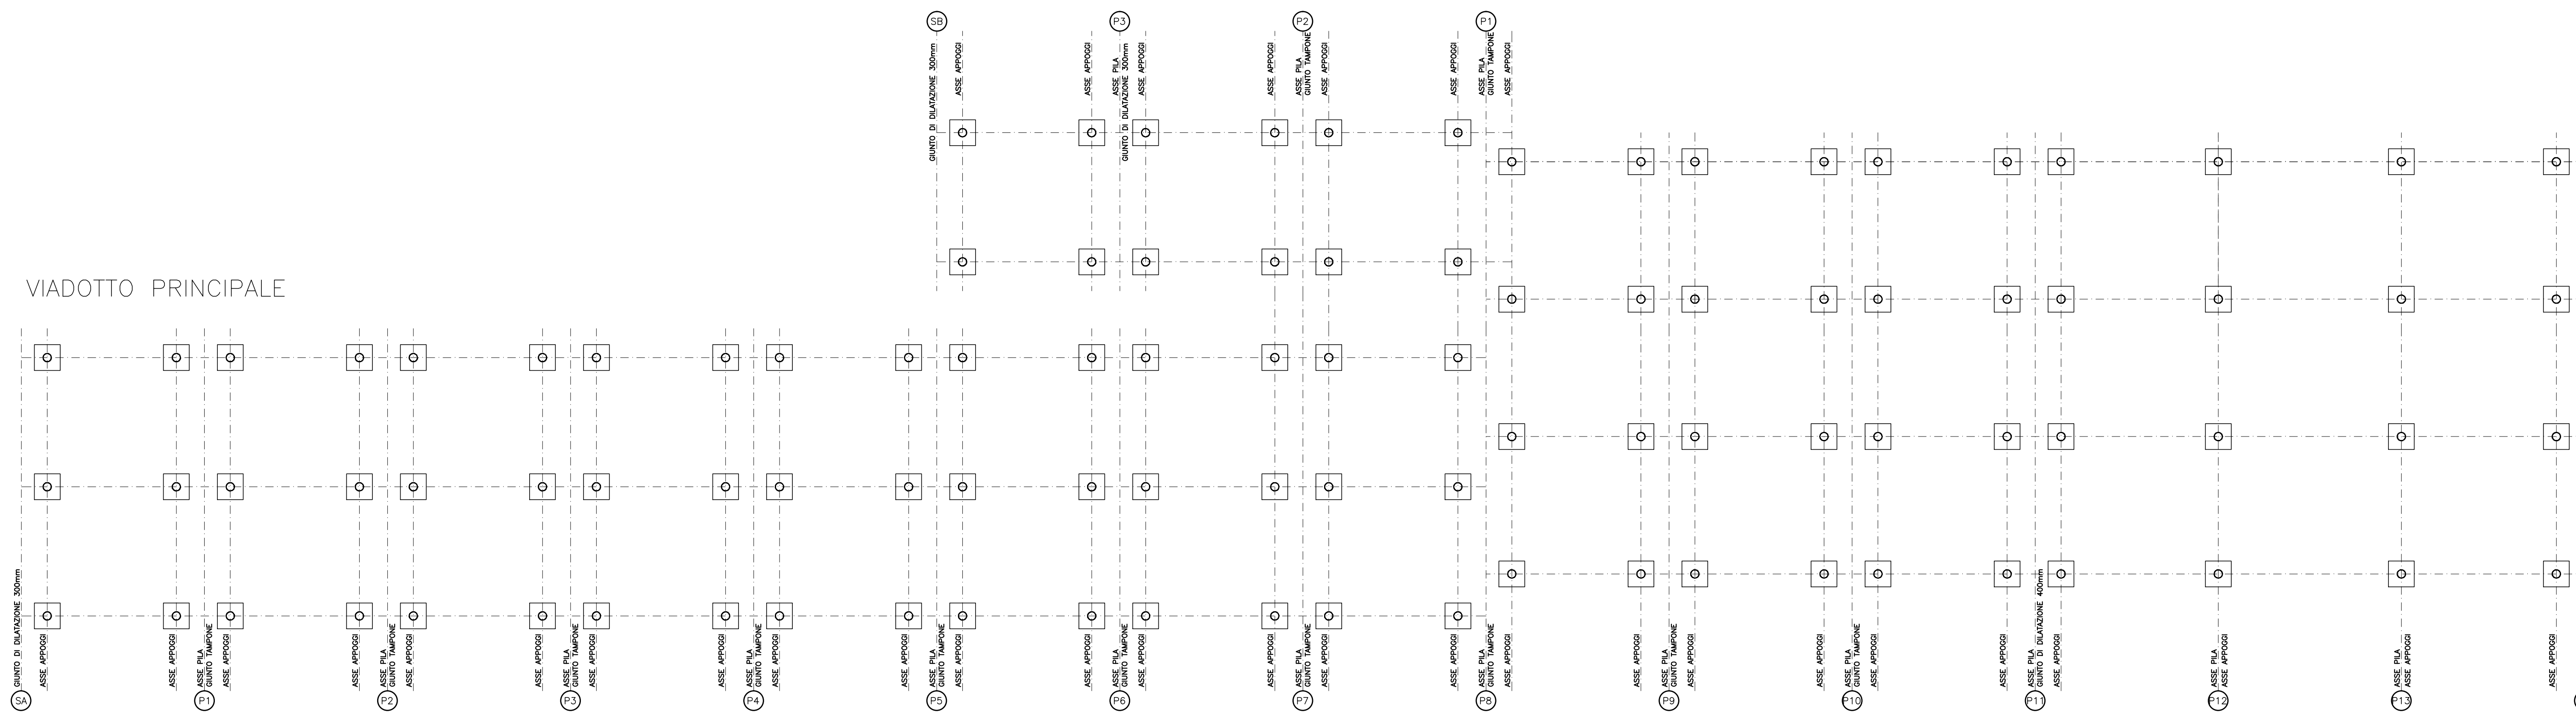 SB
P3
P2
P1
GIUNTO DI DILATAZIONE 300mm
ASSE APPOGGI
ASSE APPOGGI
ASSE PILA
GIUNTO DI DILATAZIONE 300mm
ASSE APPOGGI
ASSE APPOGGI
ASSE PILA
GIUNTO TAMPONE
ASSE APPOGGI
ASSE APPOGGI
ASSE PILA
GIUNTO TAMPONE
ASSE APPOGGI
VIADOTTO PRINCIPALE
GIUNTO DI DILATAZIONE 300mm
ASSE APPOGGI
ASSE APPOGGI
ASSE PILA
GIUNTO TAMPONE
ASSE APPOGGI
ASSE APPOGGI
ASSE PILA
GIUNTO TAMPONE
ASSE APPOGGI
ASSE APPOGGI
ASSE PILA
GIUNTO TAMPONE
ASSE APPOGGI
ASSE APPOGGI
ASSE PILA
GIUNTO TAMPONE
ASSE APPOGGI
ASSE APPOGGI
ASSE PILA
GIUNTO TAMPONE
ASSE APPOGGI
ASSE APPOGGI
ASSE PILA
GIUNTO TAMPONE
ASSE APPOGGI
ASSE APPOGGI
ASSE PILA
GIUNTO TAMPONE
ASSE APPOGGI
ASSE APPOGGI
ASSE PILA
GIUNTO TAMPONE
ASSE APPOGGI
ASSE APPOGGI
ASSE PILA
GIUNTO TAMPONE
ASSE APPOGGI
ASSE APPOGGI
ASSE PILA
GIUNTO TAMPONE
ASSE APPOGGI
ASSE APPOGGI
ASSE PILA
GIUNTO DI DILATAZIONE 400mm
ASSE APPOGGI
ASSE PILA
ASSE APPOGGI
ASSE PILA
ASSE APPOGGI
ASSE APPOGGI
SA
P1
P2
P3
P4
P5
P6
P7
P8
P9
P10
P11
P12
P13